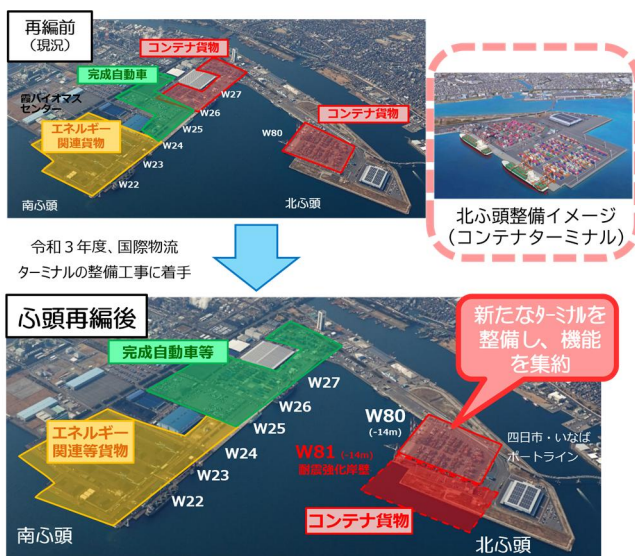 再編前
（現況）
コンテナ貨物
完成自動車
霞バイオマス
センター
エネルギー
関連貨物
W27
W26
W25
W24
W23
W22
南ふ頭
コンテナ貨物
W80
北ふ頭
北ふ頭整備イメージ
（コンテナターミナル）
令和３年度、国際物流
ターミナルの整備工事に着手
ふ頭再編後
新たなﾀｰﾐﾅﾙを
整備し、機能
を集約
完成自動車等
エネルギー
関連等貨物
W27
W26
W25
W24
W23
W22
南ふ頭
W80
(-14m)
W81 (-14m)
耐震強化岸壁
四日市・いなば
ポートライン
コンテナ貨物
北ふ頭